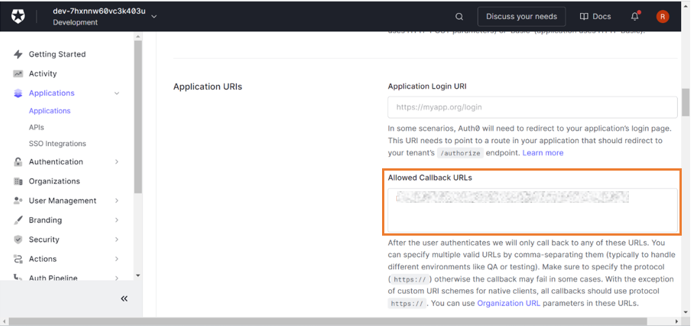 dev-7hxnnw60vc3k403u
Development
Discuss your needs
Docs
R
Getting Started
Activity
Applications
Applications
APIs
SSO Integrations
Authentication
Organizations
User Management
Branding
Security
Actions
Auth Pipeline
Application URIs
Application Login URI
https://myapp.org/login
In some scenarios, Auth0 will need to redirect to your application's login page.
This URI needs to point to a route in your application that should redirect to
your tenant's /authorize endpoint. Learn more
Allowed Callback URLs
After the user authenticates we will only call back to any of these URLs. You
can specify multiple valid URLs by comma-separating them (typically to handle
different environments like QA or testing). Make sure to specify the protocol
( https:// ) otherwise the callback may fail in some cases. With the exception
of custom URI schemes for native clients, all callbacks should use protocol
https:// . You can use Organization URL parameters in these URLs.